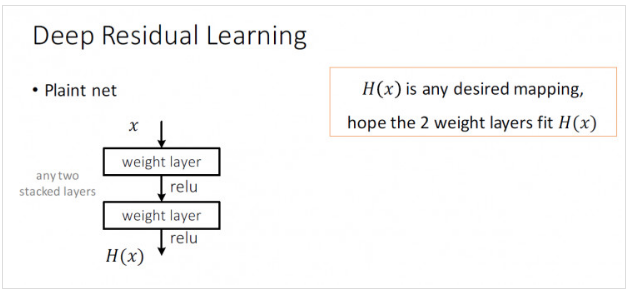 Deep Residual Learning
• Plaint net
H(x) is any desired mapping,
hope the 2 weight layers fit H(x)
x
weight layer
any two
stacked layers
relu
weight layer
relu
H(x)